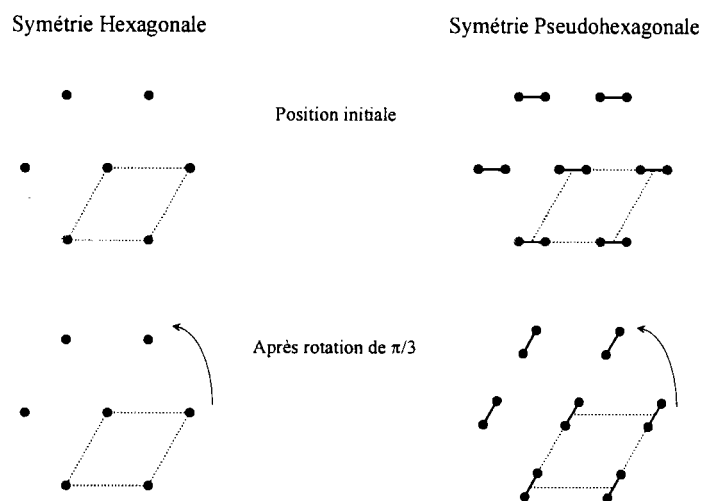 Symétrie Hexagonale
Symétrie Pseudohexagonale
Position initiale
Après rotation de π/3